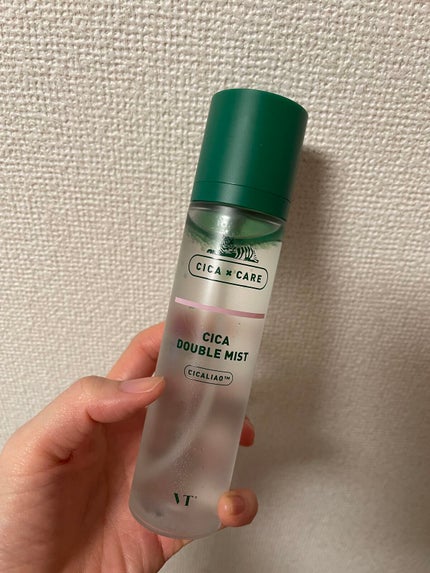 CICA × CARE
CICA
DOUBLE MIST
CICALIAO™
VT